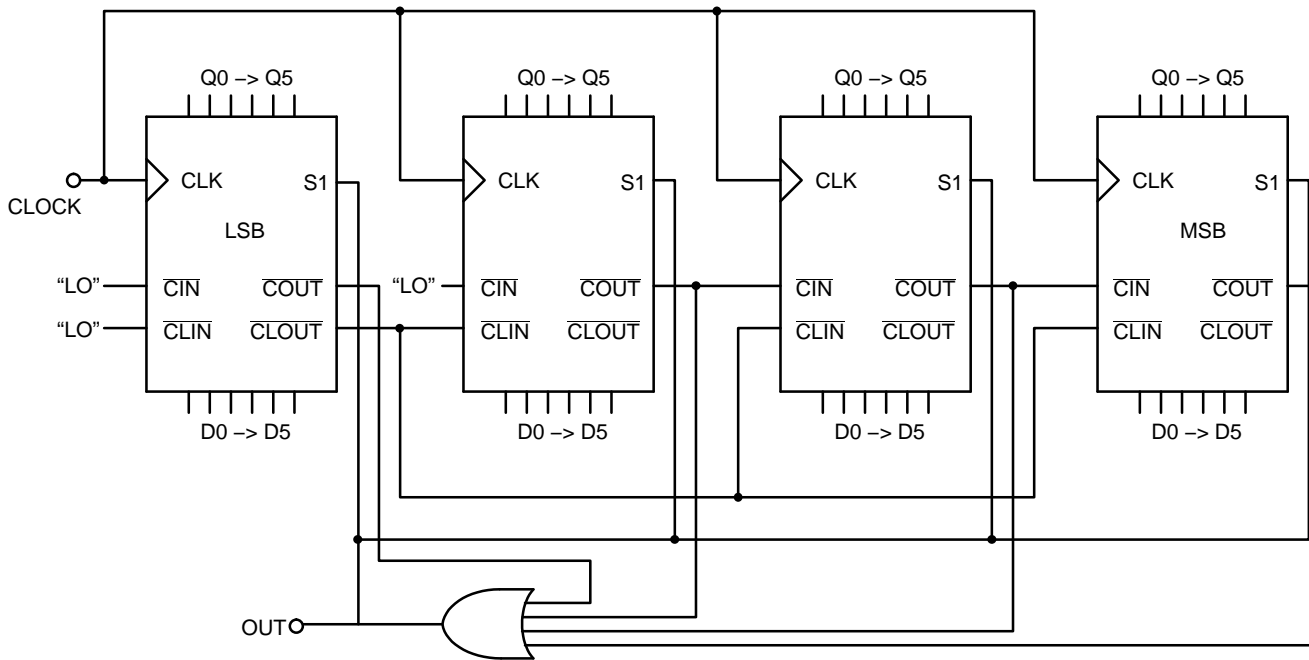 Q0 –> Q5 Q0 –> Q5 Q0 –> Q5 Q0 –> Q5
CLK S1 CLK S1 CLK S1 CLK S1
CLOCK
LSB MSB
“LO” CIN COUT “LO” CIN COUT CIN COUT CIN COUT
“LO” CLIN CLOUT CLIN CLOUT CLIN CLOUT CLIN CLOUT
D0 –> D5 D0 –> D5 D0 –> D5 D0 –> D5
OUT